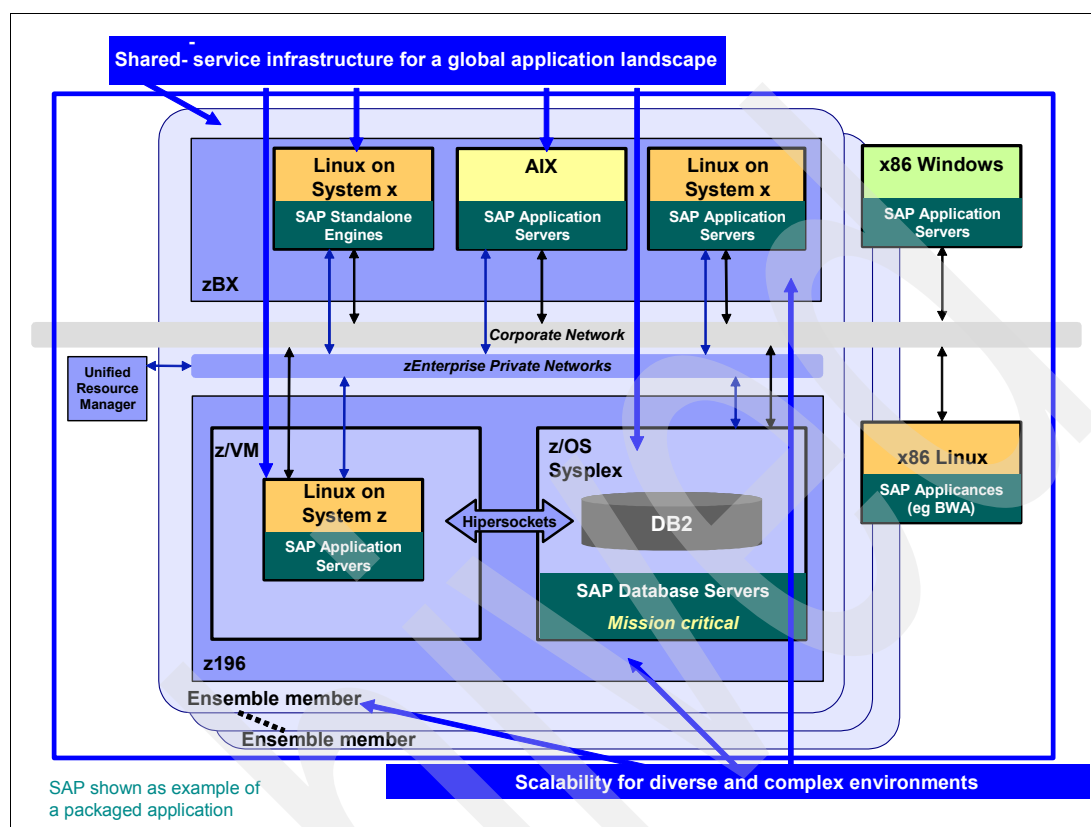 Shared- service infrastructure for a global application landscape
Linux on
System x
SAP Standalone
Engines
AIX
SAP Application
Servers
Linux on
System x
SAP Application
Servers
x86 Windows
SAP Application
Servers
zBX
Corporate Network
zEnterprise Private Networks
Unified
Resource
Manager
z/VM
Linux on
System z
SAP Application
Servers
Hipersockets
z/OS
Sysplex
DB2
SAP Database Servers
Mission critical
x86 Linux
SAP Applicances
(eg BWA)
z196
Ensemble member
Ensemble member
Scalability for diverse and complex environments
SAP shown as example of
a packaged application